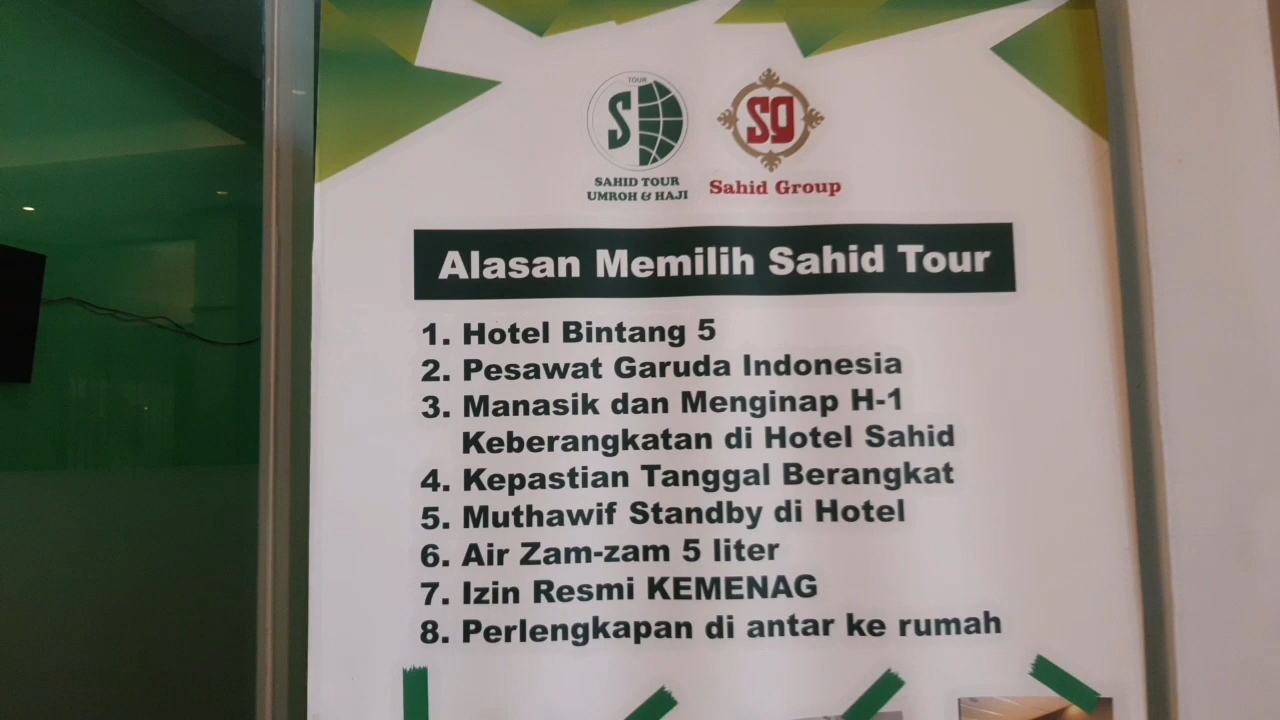 TOUR
S
SAHID TOUR
UMROH & HAJI
SG
Sahid Group
Alasan Memilih Sahid Tour
1. Hotel Bintang 5
2. Pesawat Garuda Indonesia
3. Manasik dan Menginap H-1
Keberangkatan di Hotel Sahid
4. Kepastian Tanggal Berangkat
5. Muthawif Standby di Hotel
6. Air Zam-zam 5 liter
7. Izin Resmi KEMENAG
8. Perlengkapan di antar ke rumah